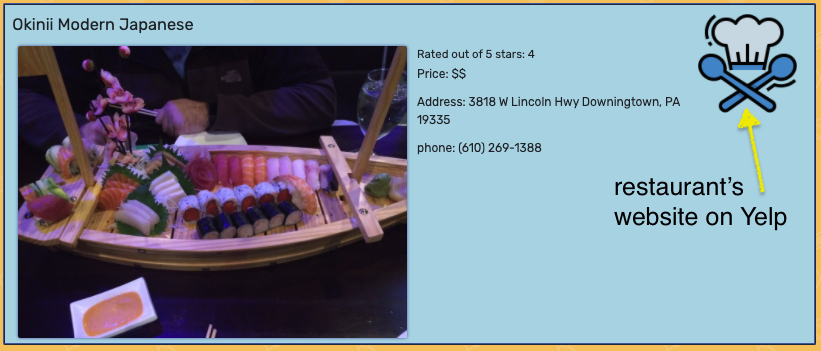 Okinii Modern Japanese
Rated out of 5 stars: 4
Price: $$
Address: 3818 W Lincoln Hwy Downingtown, PA
19335
phone: (610) 269-1388
restaurant's
website on Yelp